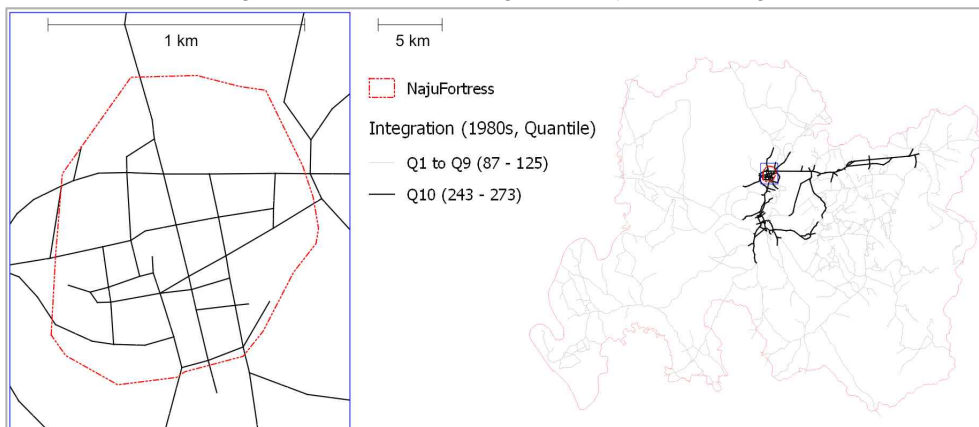 1 km
5 km
NajuFortress
Integration (1980s, Quantile)
Q1 to Q9 (87 - 125)
Q10 (243 - 273)